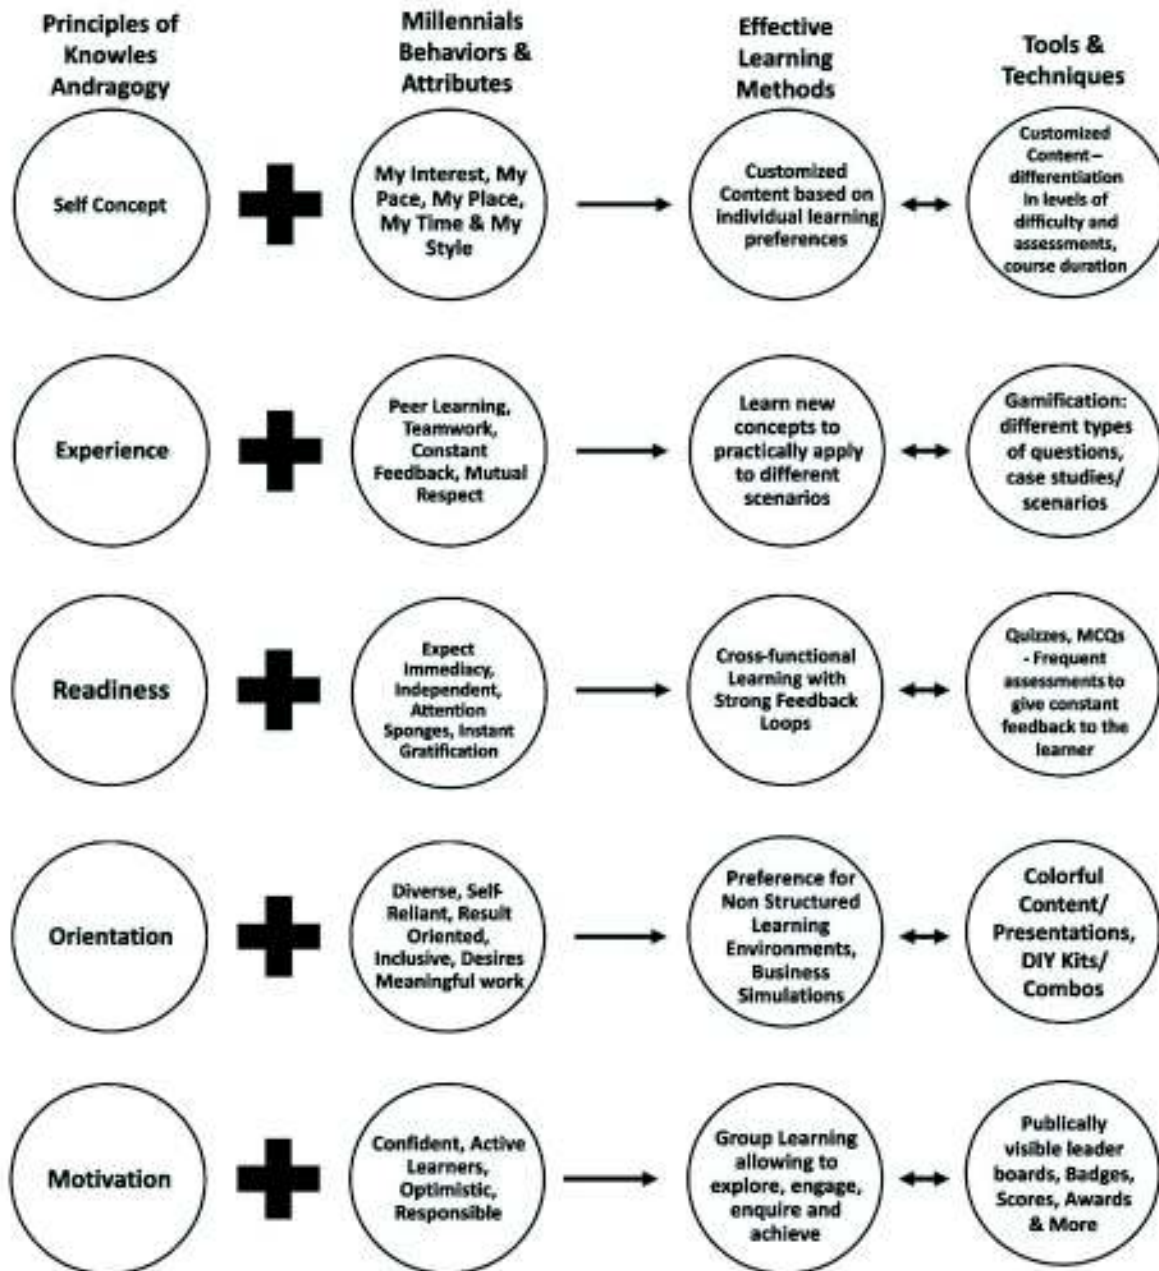 Principles of
Knowles
Andragogy
Millennials
Behaviors &
Attributes
Effective
Learning
Methods
Tools &
Techniques
Self Concept
My Interest, My
Pace, My Place,
My Time & My
Style
Customized
Content based on
individual learning
preferences
Customized
Content –
differentiation
in levels of
difficulty and
assessments,
course duration
Experience
Peer Learning,
Teamwork,
Constant
Feedback, Mutual
Respect
Learn new
concepts to
practically apply
to different
scenarios
Gamification:
different types
of questions,
case studies/
scenarios
Readiness
Expect
Immediacy,
Independent,
Attention
Sponges, Instant
Gratification
Cross-functional
Learning with
Strong Feedback
Loops
Quizzes, MCQs
- Frequent
assessments to
give constant
feedback to the
learner
Orientation
Diverse, Self-
Reliant, Result
Oriented,
Inclusive, Desires
Meaningful work
Preference for
Non Structured
Learning
Environments,
Business
Simulations
Colorful
Content/
Presentations,
DIY Kits/
Combos
Motivation
Confident, Active
Learners,
Optimistic,
Responsible
Group Learning
allowing to
explore, engage,
enquire and
achieve
Publically
visible leader
boards, Badges,
Scores, Awards
& More